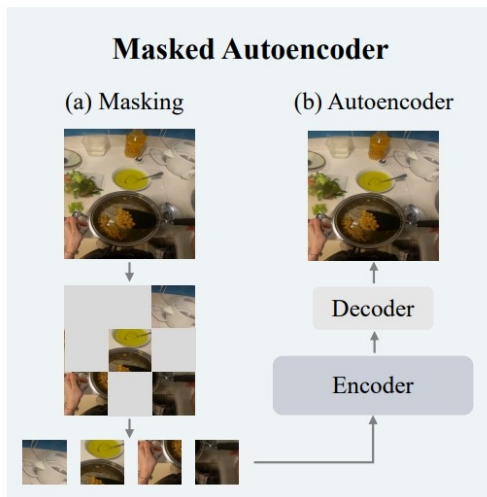 Masked Autoencoder
(a) Masking
(b) Autoencoder
Decoder
Encoder